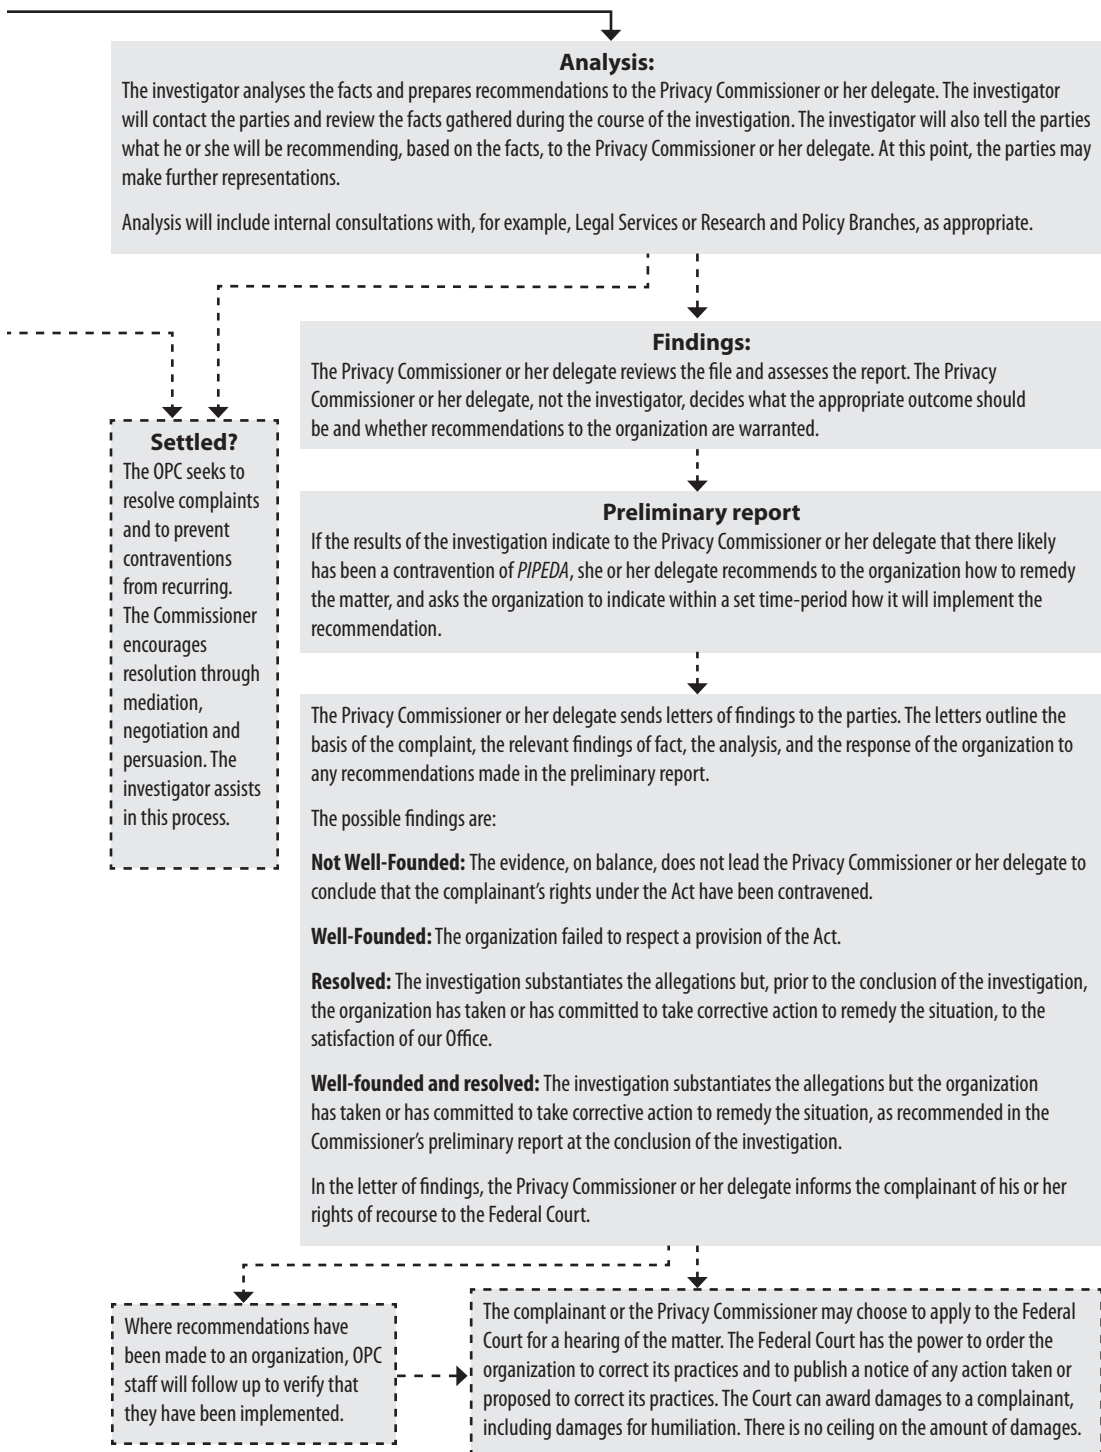 Analysis:
The investigator analyses the facts and prepares recommendations to the Privacy Commissioner or her delegate. The investigator
will contact the parties and review the facts gathered during the course of the investigation. The investigator will also tell the parties
what he or she will be recommending, based on the facts, to the Privacy Commissioner or her delegate. At this point, the parties may
make further representations.
Analysis will include internal consultations with, for example, Legal Services or Research and Policy Branches, as appropriate.
Findings:
The Privacy Commissioner or her delegate reviews the file and assesses the report. The Privacy
Commissioner or her delegate, not the investigator, decides what the appropriate outcome should
be and whether recommendations to the organization are warranted.
Settled?
The OPC seeks to
resolve complaints
and to prevent
contraventions
from recurring.
The Commissioner
encourages
resolution through
mediation,
negotiation and
persuasion. The
investigator assists
in this process.
Preliminary report
If the results of the investigation indicate to the Privacy Commissioner or her delegate that there likely
has been a contravention of PIPEDA, she or her delegate recommends to the organization how to remedy
the matter, and asks the organization to indicate within a set time-period how it will implement the
recommendation.
The Privacy Commissioner or her delegate sends letters of findings to the parties. The letters outline the
basis of the complaint, the relevant findings of fact, the analysis, and the response of the organization to
any recommendations made in the preliminary report.
The possible findings are:
Not Well-Founded: The evidence, on balance, does not lead the Privacy Commissioner or her delegate to
conclude that the complainant's rights under the Act have been contravened.
Well-Founded: The organization failed to respect a provision of the Act.
Resolved: The investigation substantiates the allegations but, prior to the conclusion of the investigation,
the organization has taken or has committed to take corrective action to remedy the situation, to the
satisfaction of our Office.
Well-founded and resolved: The investigation substantiates the allegations but the organization
has taken or has committed to take corrective action to remedy the situation, as recommended in the
Commissioner's preliminary report at the conclusion of the investigation.
In the letter of findings, the Privacy Commissioner or her delegate informs the complainant of his or her
rights of recourse to the Federal Court.
Where recommendations have
been made to an organization, OPC
staff will follow up to verify that
they have been implemented.
The complainant or the Privacy Commissioner may choose to apply to the Federal
Court for a hearing of the matter. The Federal Court has the power to order the
organization to correct its practices and to publish a notice of any action taken or
proposed to correct its practices. The Court can award damages to a complainant,
including damages for humiliation. There is no ceiling on the amount of damages.